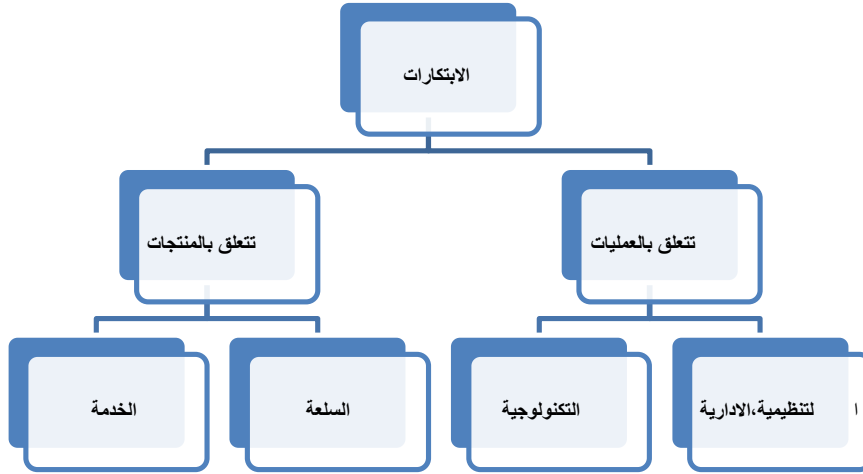 الابتكارات
تتعلق بالعمليات
تتعلق بالمنتجات
ا لتنظيمية،الادارية
التكنولوجية
السلعة
الخدمة